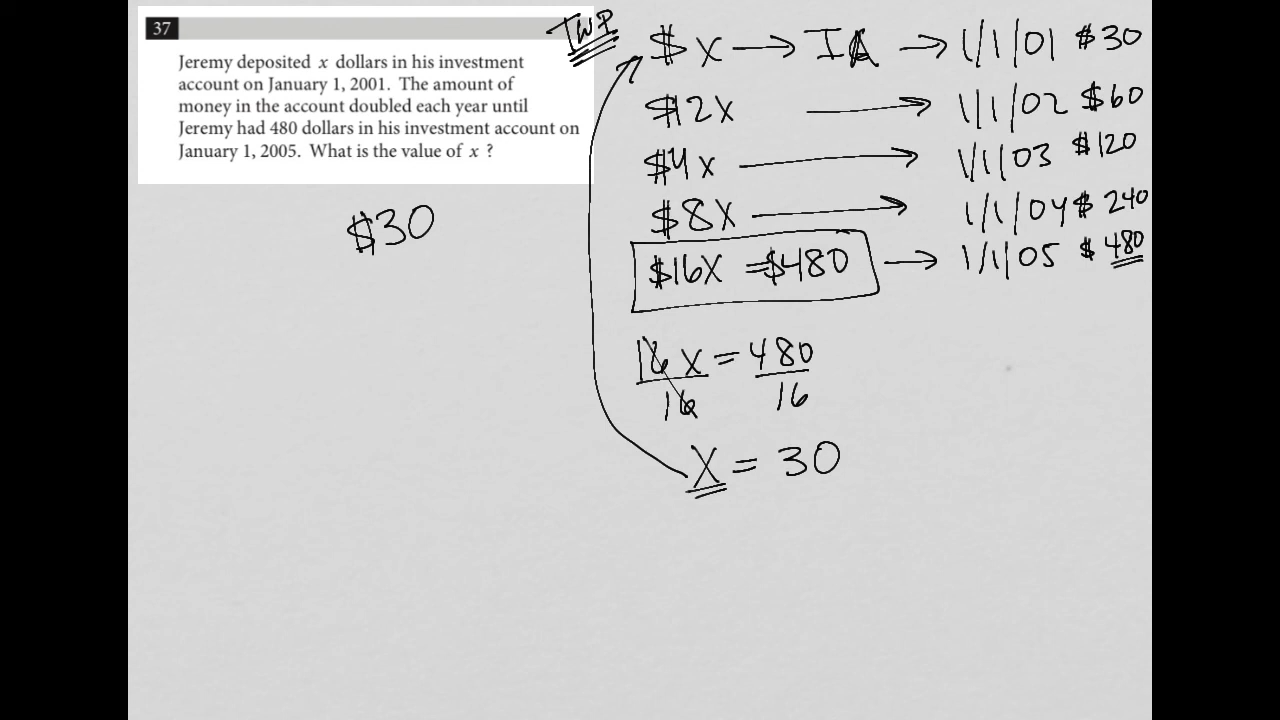 37
Jeremy deposited x dollars in his investment
account on January 1, 2001. The amount of
money in the account doubled each year until
Jeremy had 480 dollars in his investment account on
January 1, 2005. What is the value of x ?
$30
TWP
$ x → IA → 1/1/01 $30
$2x → 1/1/02 $60
$4x → 1/1/03 $120
$8x → 1/1/04 $240
$16x = $480 → 1/1/05 $480
16x = 480
16 16
x = 30